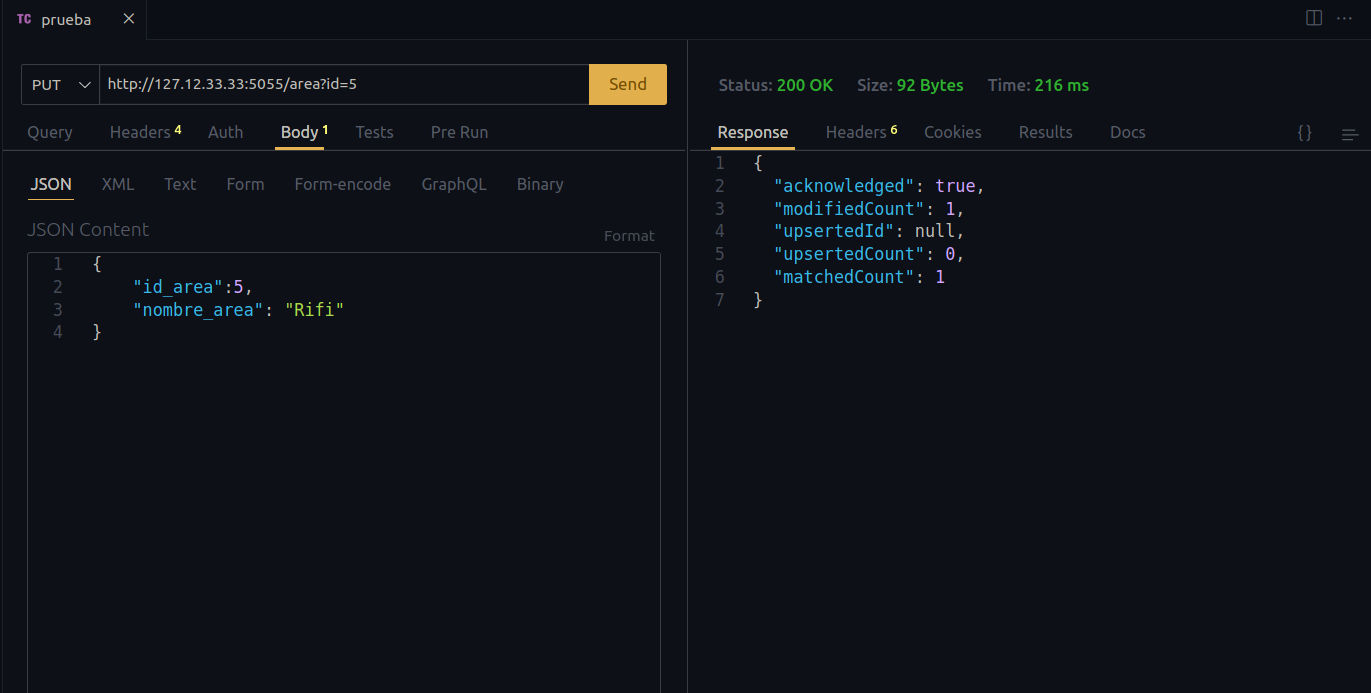 TC prueba ×
PUT http://127.12.33.33:5055/area?id=5 Send
Query Headers 4 Auth Body 1 Tests Pre Run
JSON XML Text Form Form-encode GraphQL Binary
JSON Content
Format
1 {
2 "id_area":5,
3 "nombre_area": "Rifi"
4 }
Status: 200 OK Size: 92 Bytes Time: 216 ms
Response Headers 6 Cookies Results Docs {}
1 {
2 "acknowledged": true,
3 "modifiedCount": 1,
4 "upsertedId": null,
5 "upsertedCount": 0,
6 "matchedCount": 1
7 }